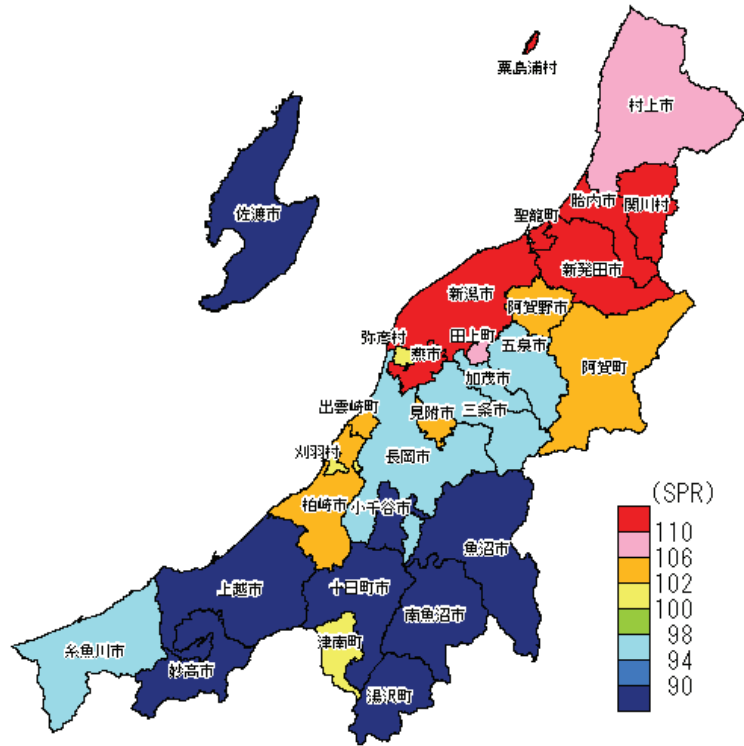 粟島浦村
村上市
佐渡市
胎内市
関川村
聖籠町
新発田市
新潟市
阿賀野市
弥彦村
田上町
五泉市
燕市
阿賀町
加茂市
出雲崎町
見附市
三条市
刈羽村
長岡市
柏崎市
小千谷市
魚沼市
上越市
十日町市
南魚沼市
糸魚川市
津南町
妙高市
湯沢町
(SPR)
110
106
102
100
98
94
90